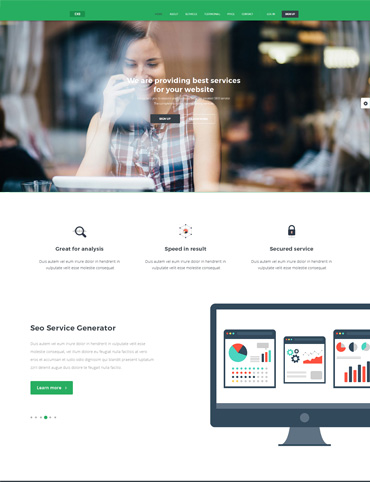 HOME ABOUT SERVICES TESTIMONIAL PRICE CONTACT LOG IN SIGN UP
We are providing best services
for your website
SIGN UP
Great for analysis
Speed in result
Secured service
Duis autem vel eum iriure dolor in hendrerit in
vulputate velit esse molestie consequat
Duis autem vel eum iriure dolor in hendrerit in
vulputate velit esse molestie consequat
Duis autem vel eum iriure dolor in hendrerit in
vulputate velit esse molestie consequat
Seo Service Generator
Duis autem vel eum iriure dolor in hendrerit in vulputate velit esse
molestie consequat, vel illum dolore eu feugiat nulla facilisis at vero
eros et accumsan et iusto odio dignissim qui blandit praesent luptatum
zzril delenit augue duis dolore te feugait nulla facilisi.
Learn more